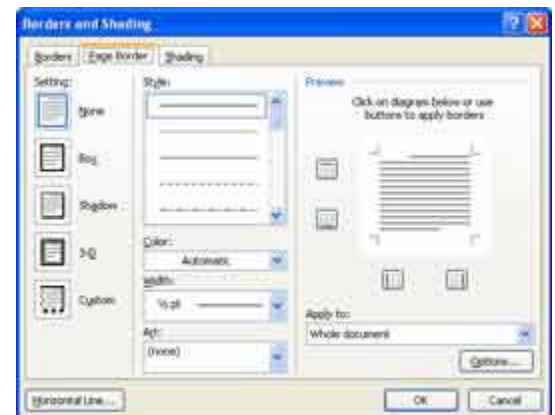 Borders and Shading
Borders
Page Border
Shading
Setting:
None
Box
Shadow
3-D
Custom
Style:
Color:
Automatic
Width:
½ pt
Art:
(none)
Preview
Click on diagram below or use
buttons to apply borders
Apply to:
Whole document
Options...
Horizontal Line...
OK
Cancel